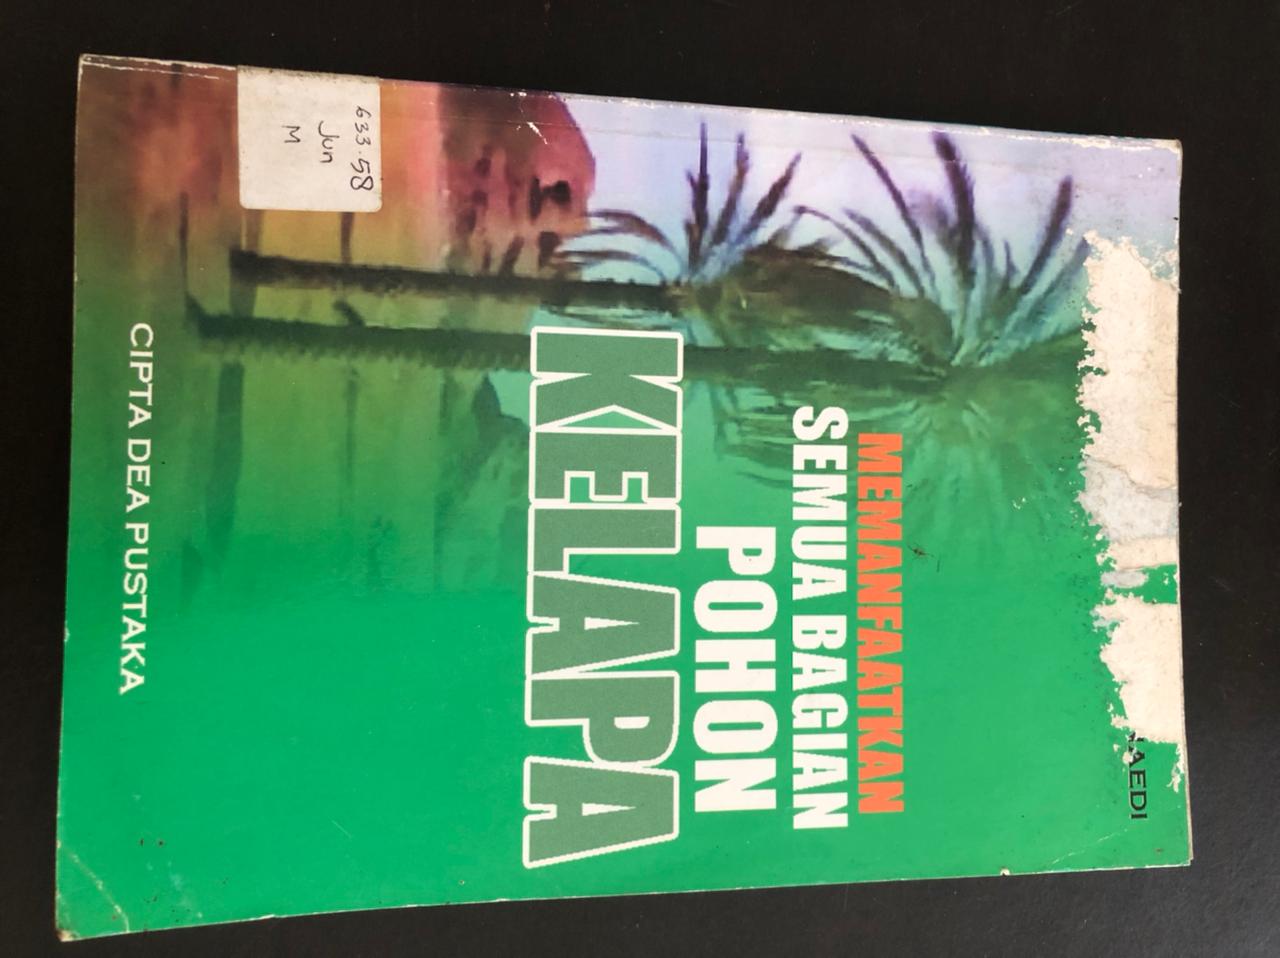 MEMANFAATKAN
SEMUA BAGIAN
POHON
KELAPA
633.58
Jun
M
CIPTA DEA PUSTAKA